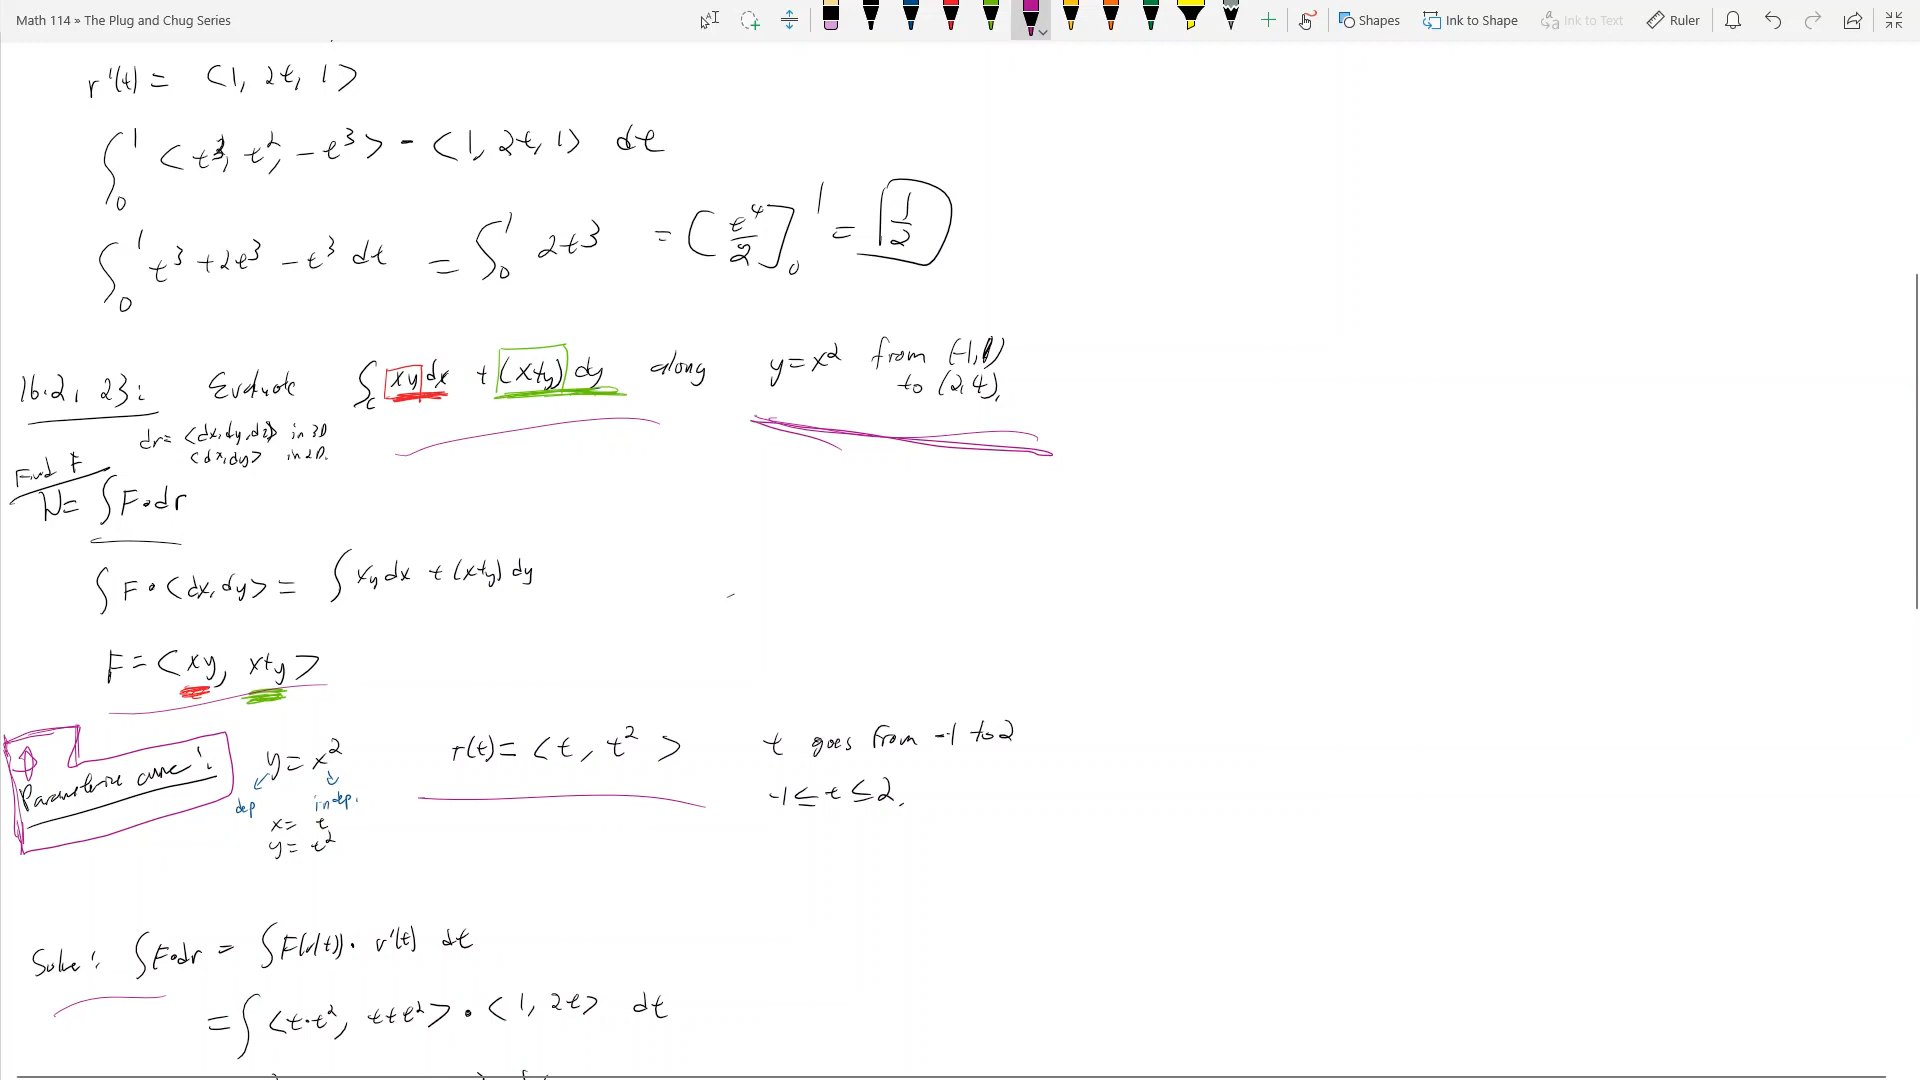 Math 114 » The Plug and Chug Series
Shapes
Ink to Shape
Ink to Text
Ruler
r'(t) = <1, 2t, 1>
∫₀¹ <t³, t², -t³> · <1, 2t, 1> dt
∫₀¹ t³ + 2t³ - t³ dt = ∫₀¹ 2t³ = [t⁴/2]₀¹ = 1/2
16.2, 23: Evaluate ∫c xy dx + (x+y) dy along y = x² from (-1, 1)
to (2,4).
dr = <dx, dy, dz> in 3D
<dx, dy> in 2D.
Find F
W = ∫ F • dr
∫ F • <dx, dy> = ∫ xy dx + (x+y) dy
F = <xy, x+y>
Parameterize curve:
y = x²
dep indep.
x = t
y = t²
r(t) = <t, t²> t goes from -1 to 2
-1 ≤ t ≤ 2.
Solve: ∫ F•dr = ∫ F(r(t)) • r'(t) dt
= ∫ <t•t², t+t²> • <1, 2t> dt